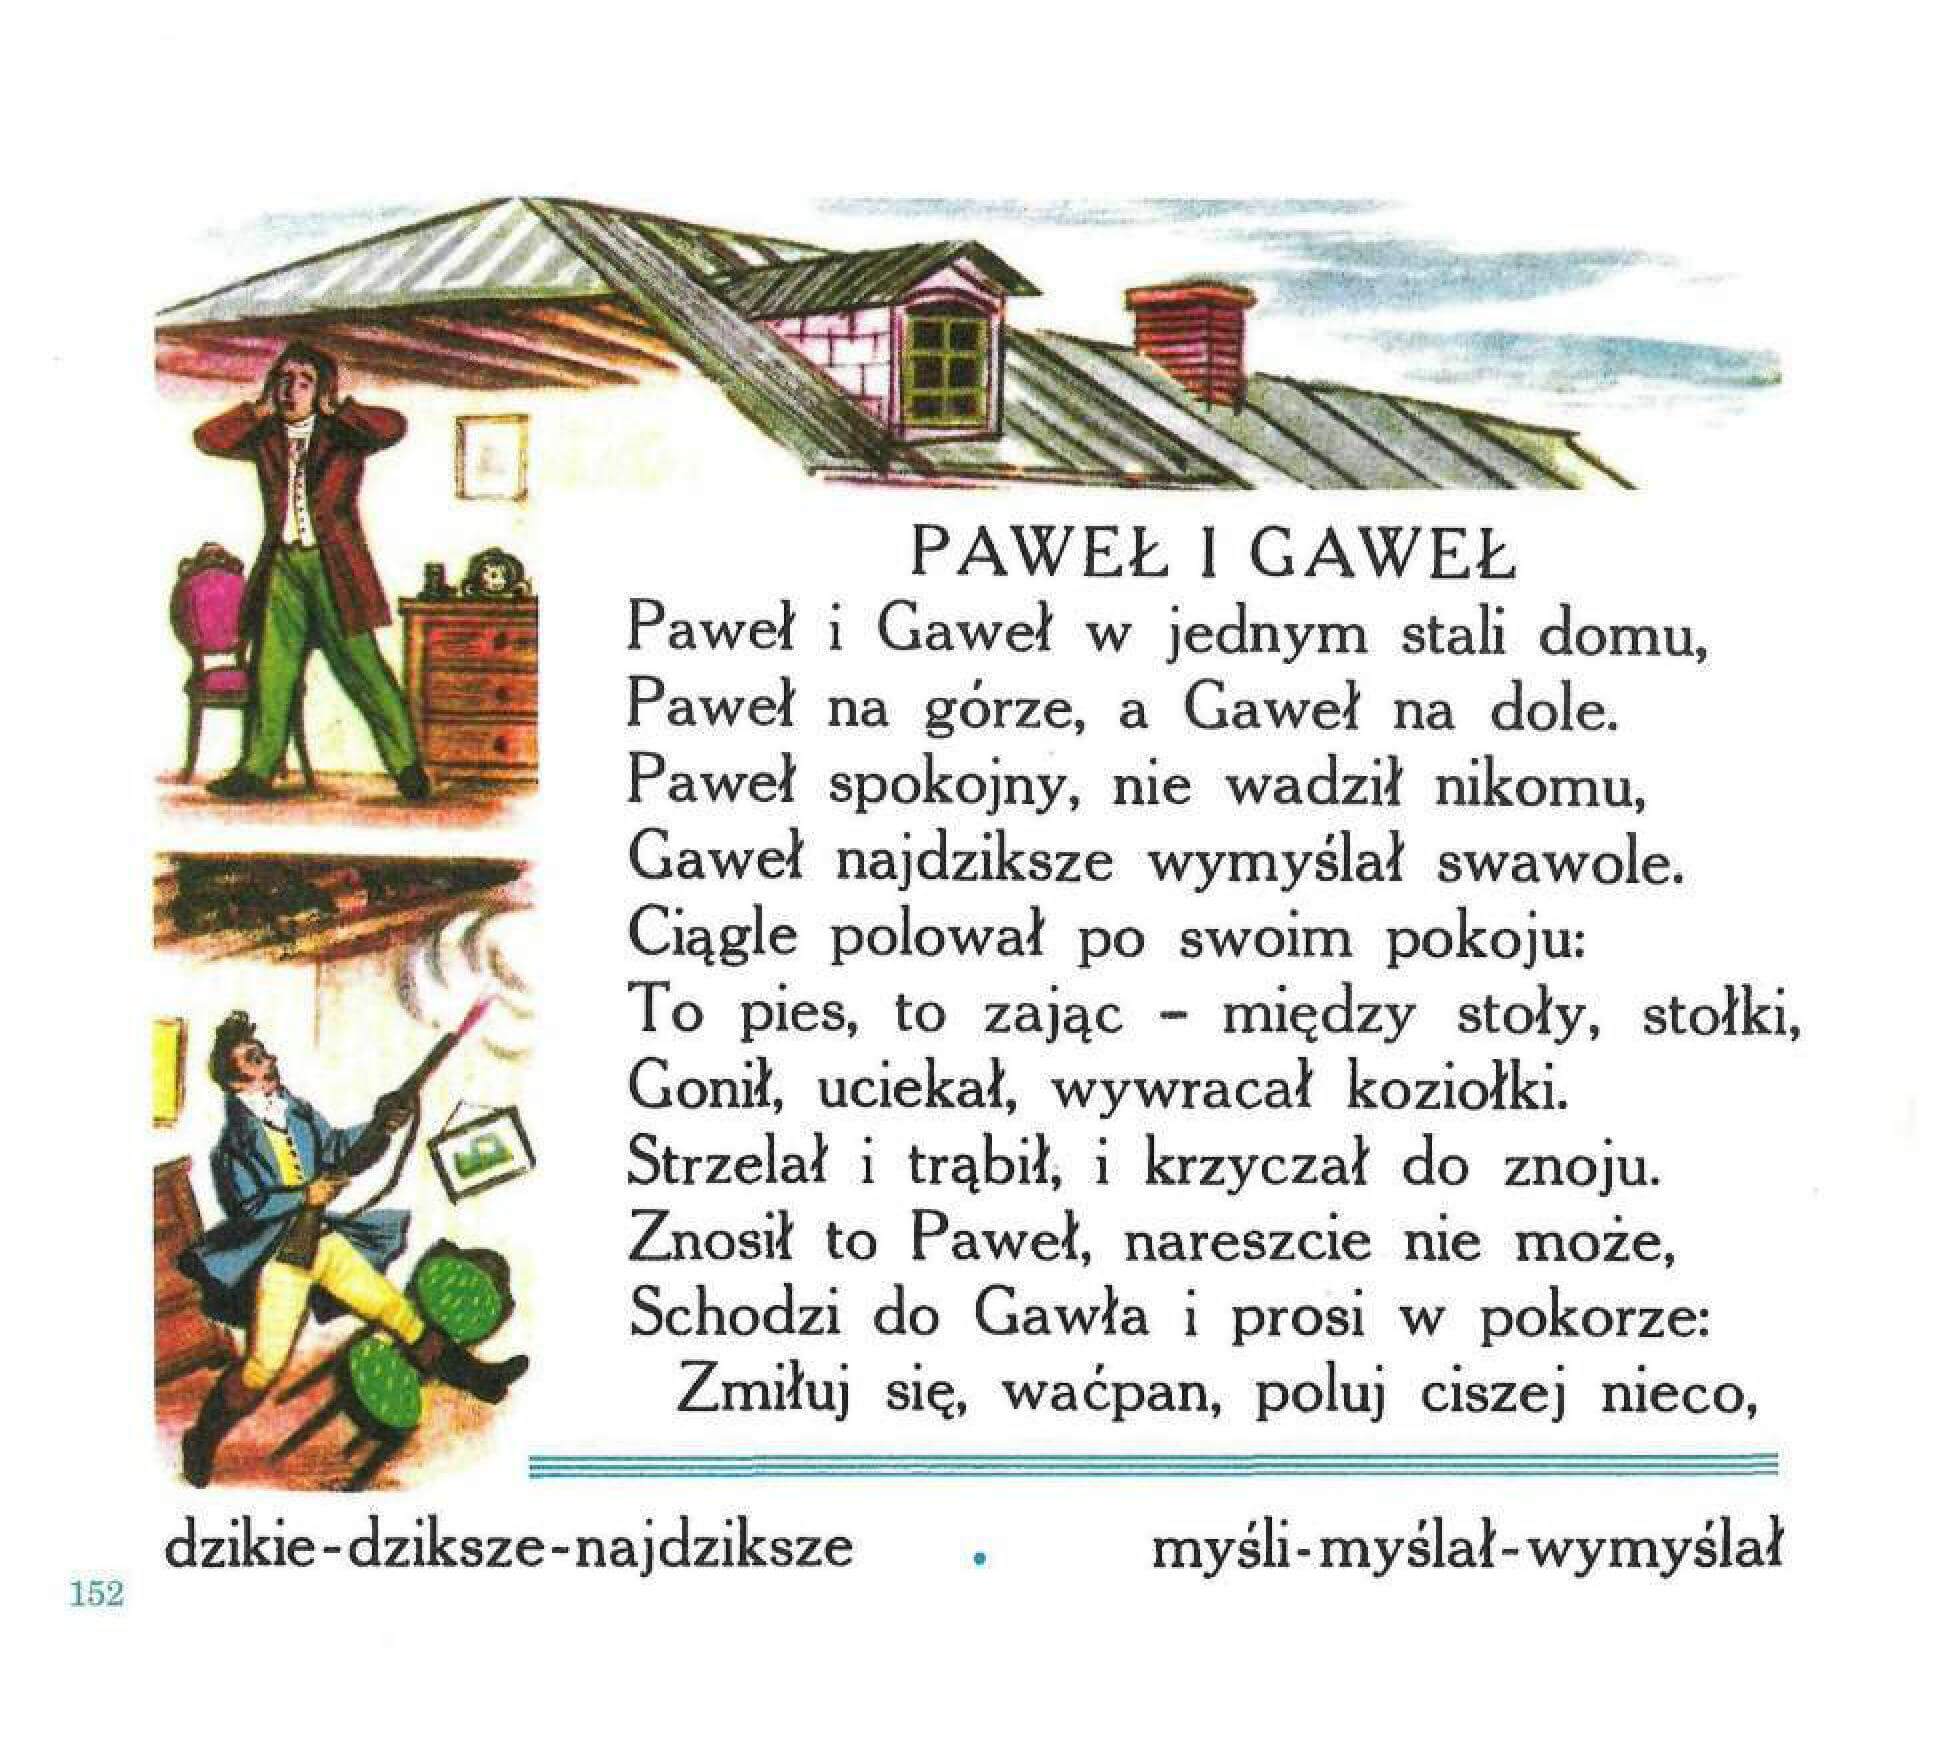 PAWEŁ I GAWEŁ
Paweł i Gaweł w jednym stali domu,
Paweł na górze, a Gaweł na dole.
Paweł spokojny, nie wadził nikomu,
Gaweł najdziksze wymyślał swawole.
Ciągle polował po swoim pokoju:
To pies, to zając – między stoły, stołki,
Gonił, uciekał, wywracał koziołki.
Strzelał i trąbił, i krzyczał do znoju.
Znosił to Paweł, nareszcie nie może,
Schodzi do Gawła i prosi w pokorze:
Zmiłuj się, waćpan, poluj ciszej nieco,
dzikie-dziksze-najdziksze • myśli-myślał-wymyślał
152